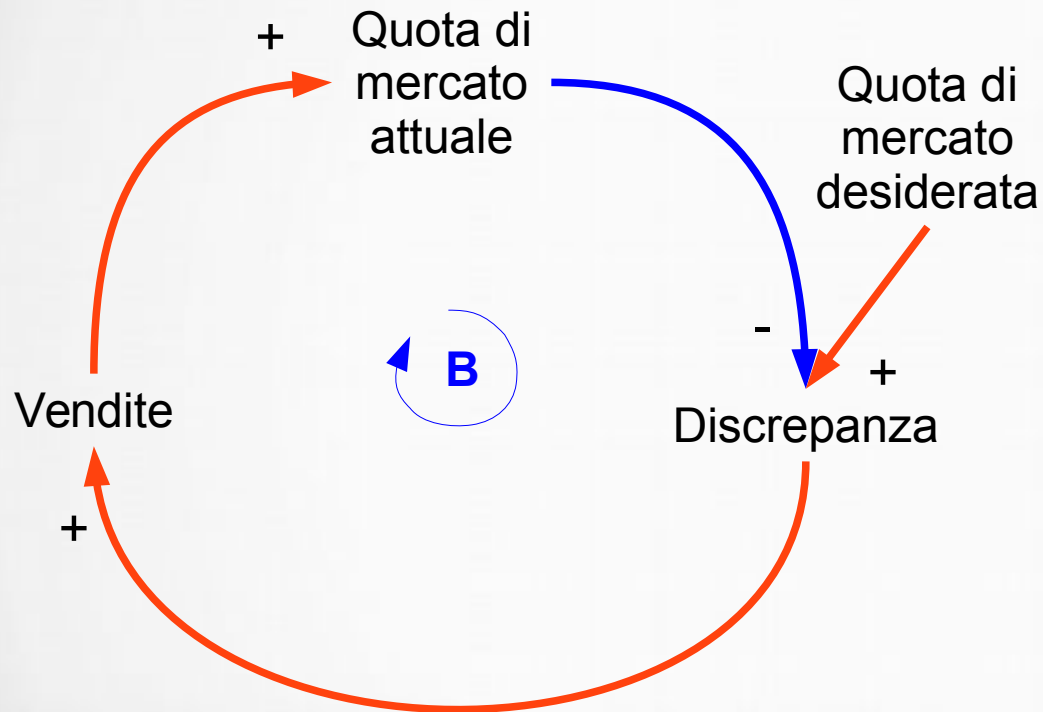 +
Quota di
mercato
attuale
Quota di
mercato
desiderata
-
+
B
Vendite
Discrepanza
+